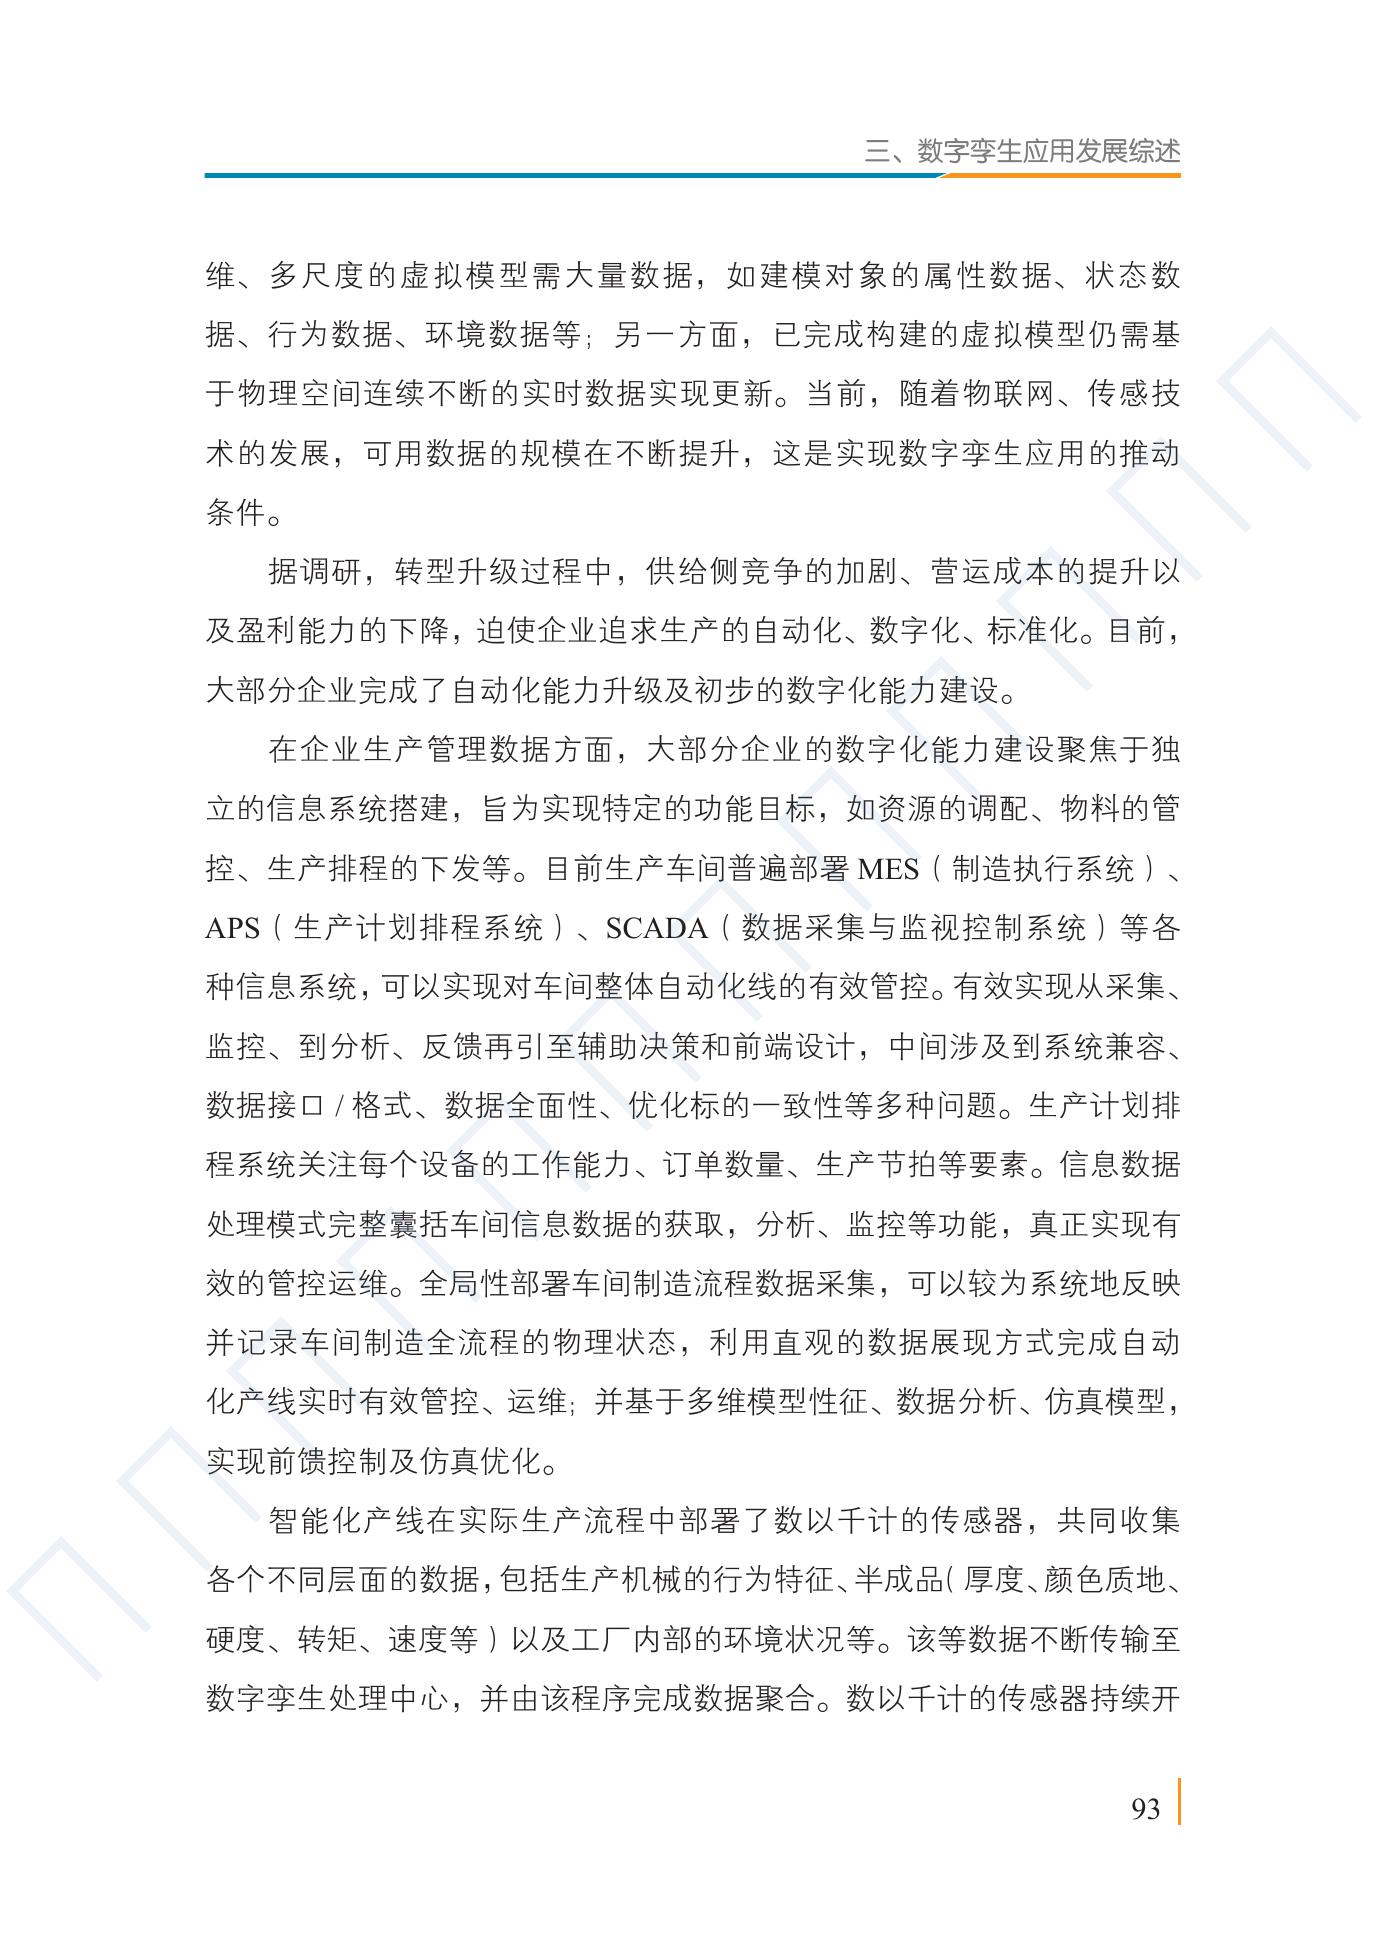 三、数字孪生应用发展综述
维、多尺度的虚拟模型需大量数据，如建模对象的属性数据、状态数
据、行为数据、环境数据等；另一方面，已完成构建的虚拟模型仍需基
于物理空间连续不断的实时数据实现更新。当前，随着物联网、传感技
术的发展，可用数据的规模在不断提升，这是实现数字孪生应用的推动
条件。
据调研，转型升级过程中，供给侧竞争的加剧、营运成本的提升以
及盈利能力的下降，迫使企业追求生产的自动化、数字化、标准化。目前，
大部分企业完成了自动化能力升级及初步的数字化能力建设。
在企业生产管理数据方面，大部分企业的数字化能力建设聚焦于独
立的信息系统搭建，旨为实现特定的功能目标，如资源的调配、物料的管
控、生产排程的下发等。目前生产车间普遍部署 MES（制造执行系统）、
APS（生产计划排程系统）、SCADA（数据采集与监视控制系统）等各
种信息系统，可以实现对车间整体自动化线的有效管控。有效实现从采集、
监控、到分析、反馈再引至辅助决策和前端设计，中间涉及到系统兼容、
数据接口 / 格式、数据全面性、优化标的一致性等多种问题。生产计划排
程系统关注每个设备的工作能力、订单数量、生产节拍等要素。信息数据
处理模式完整囊括车间信息数据的获取，分析、监控等功能，真正实现有
效的管控运维。全局性部署车间制造流程数据采集，可以较为系统地反映
并记录车间制造全流程的物理状态，利用直观的数据展现方式完成自动
化产线实时有效管控、运维；并基于多维模型性征、数据分析、仿真模型，
实现前馈控制及仿真优化。
智能化产线在实际生产流程中部署了数以千计的传感器，共同收集
各个不同层面的数据，包括生产机械的行为特征、半成品（厚度、颜色质地、
硬度、转矩、速度等）以及工厂内部的环境状况等。该等数据不断传输至
数字孪生处理中心，并由该程序完成数据聚合。数以千计的传感器持续开
93